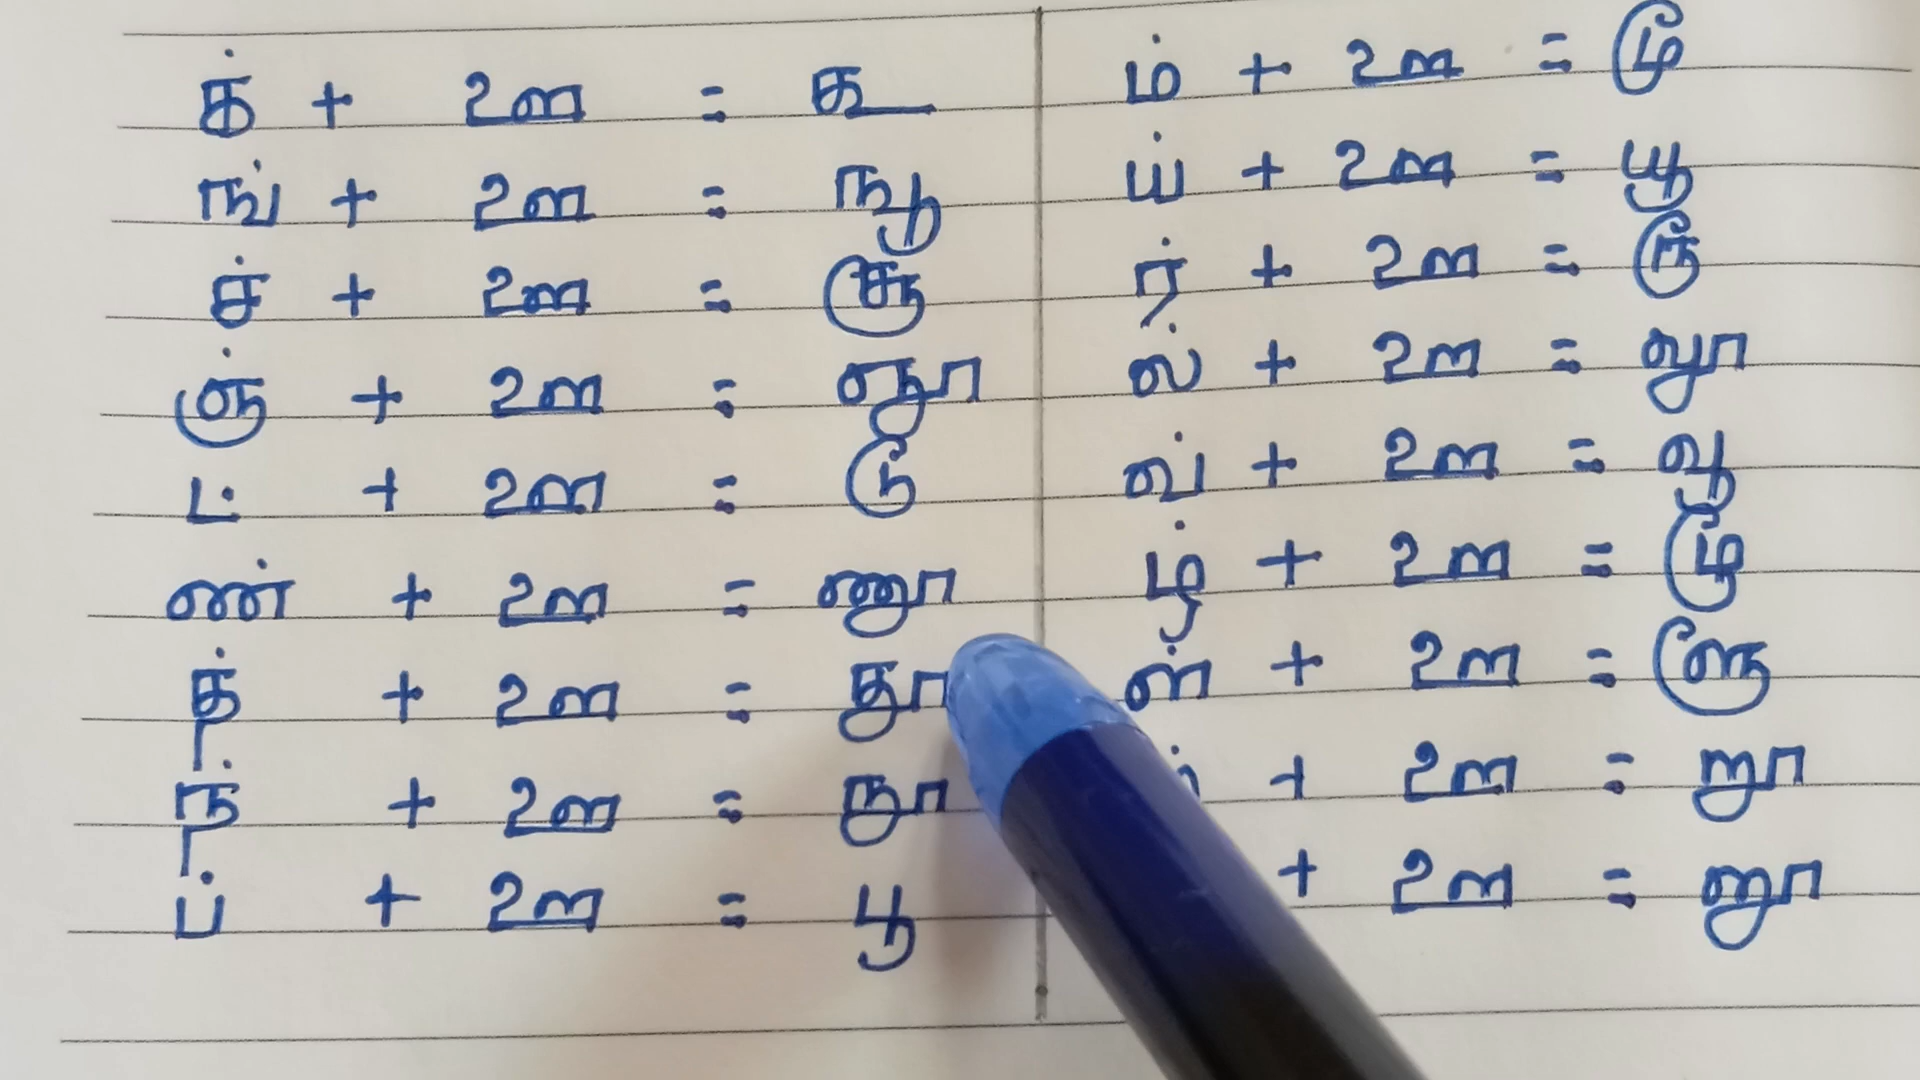 க் + ஊ = கூ
ங் + ஊ = ஙூ
ச் + ஊ = சூ
ஞ் + ஊ = ஞூ
ட் + ஊ = டூ
ண் + ஊ = ணூ
த் + ஊ = தூ
ந் + ஊ = நூ
ப் + ஊ = பூ
ம் + ஊ = மூ
ய் + ஊ = யூ
ர் + ஊ = ரூ
ல் + ஊ = லூ
வ் + ஊ = வூ
ழ் + ஊ = ழூ
ள் + ஊ = ளூ
+ ஊ = றூ
+ ஊ = னூ